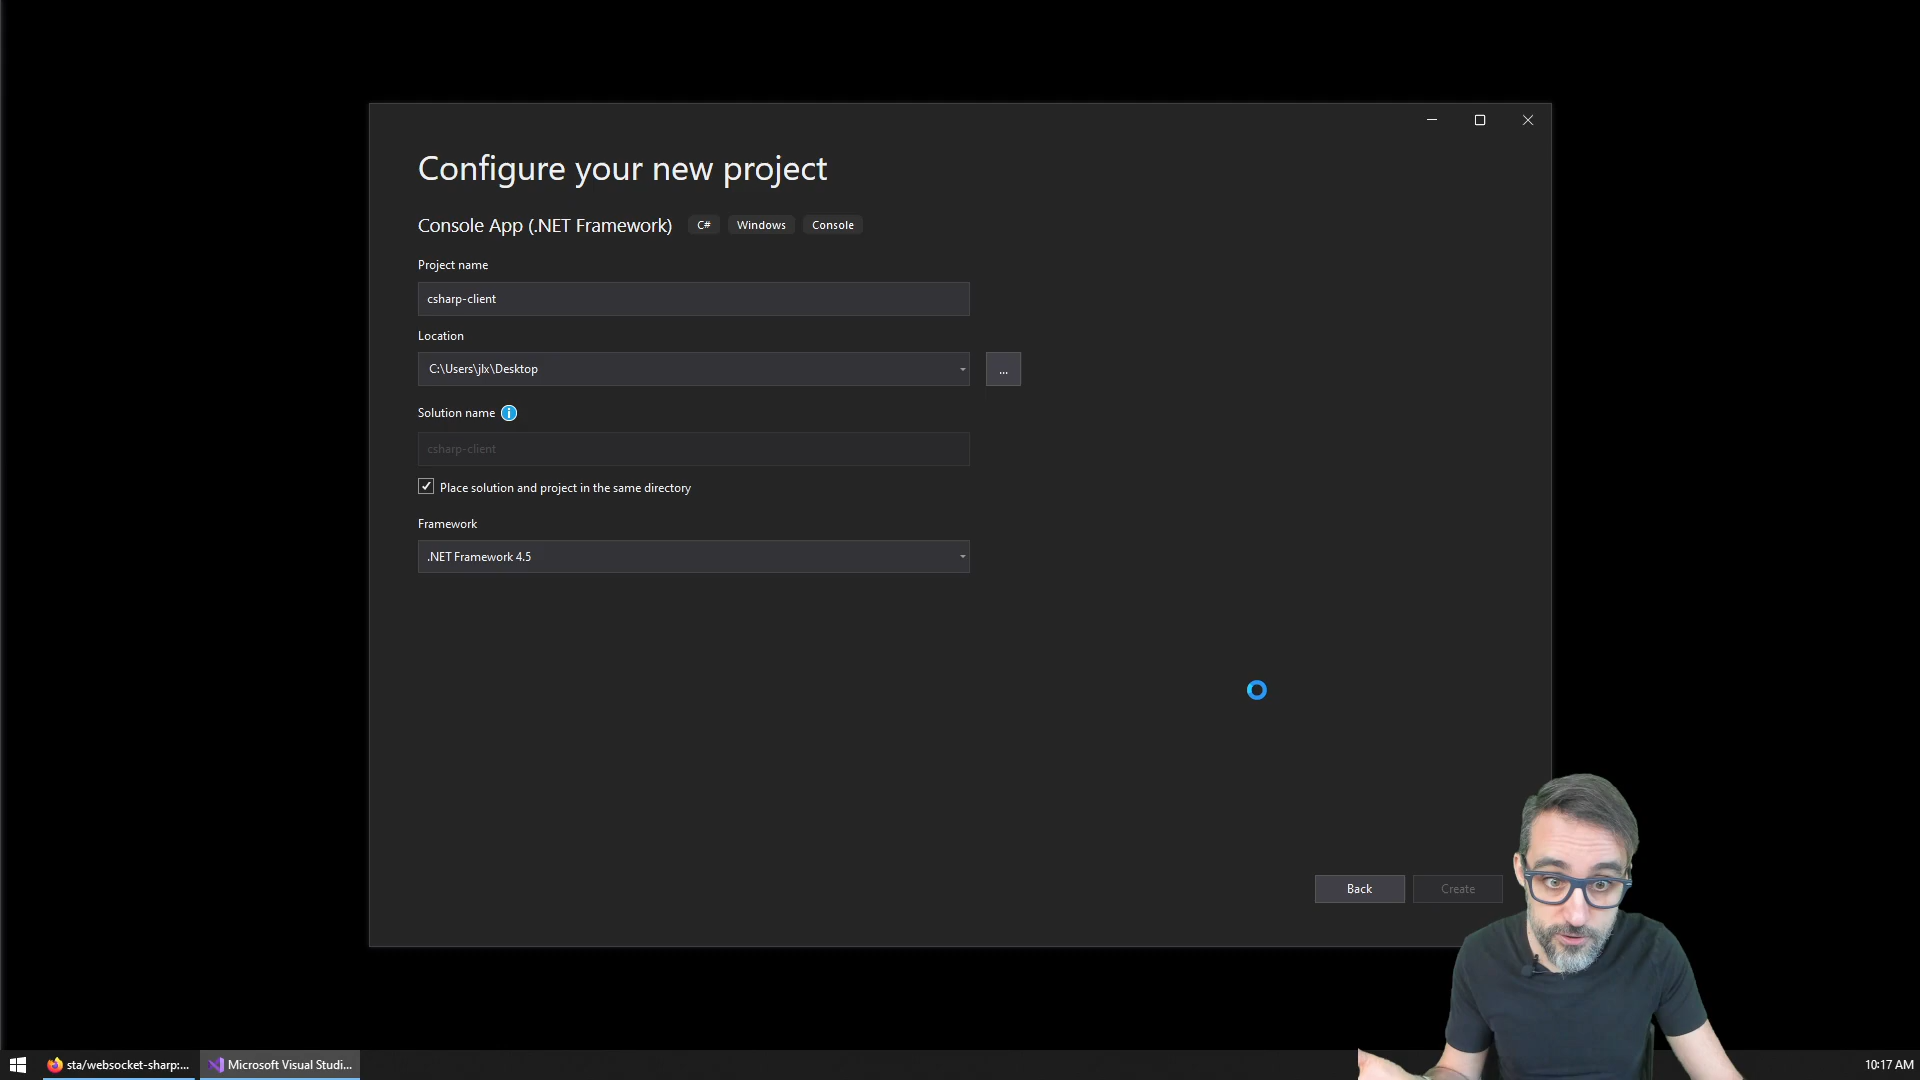 Configure your new project
Console App (.NET Framework) C# Windows Console
Project name
csharp-client
Location
C:\Users\jlx\Desktop
...
Solution name
csharp-client
Place solution and project in the same directory
Framework
.NET Framework 4.5
Back Create
sta/websocket-sharp:... Microsoft Visual Studi... 10:17 AM